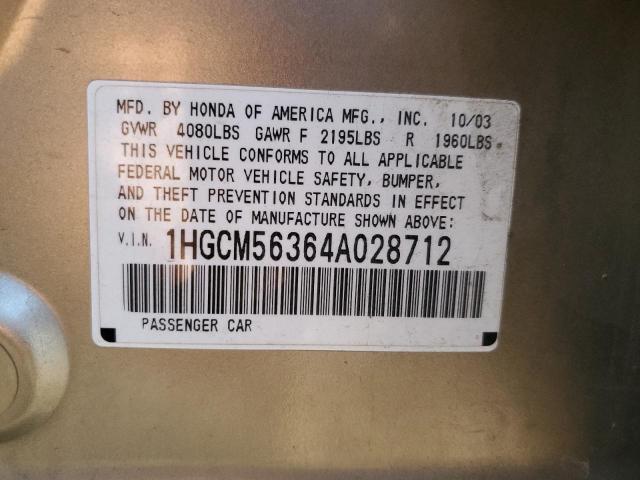 MFD. BY HONDA OF AMERICA MFG., INC. 10/03
GVWR 4080LBS GAWR F 2195LBS R 1960LBS
THIS VEHICLE CONFORMS TO ALL APPLICABLE
FEDERAL MOTOR VEHICLE SAFETY, BUMPER,
AND THEFT PREVENTION STANDARDS IN EFFECT
ON THE DATE OF MANUFACTURE SHOWN ABOVE:
V.I.N. 1HGCM56364A028712
PASSENGER CAR